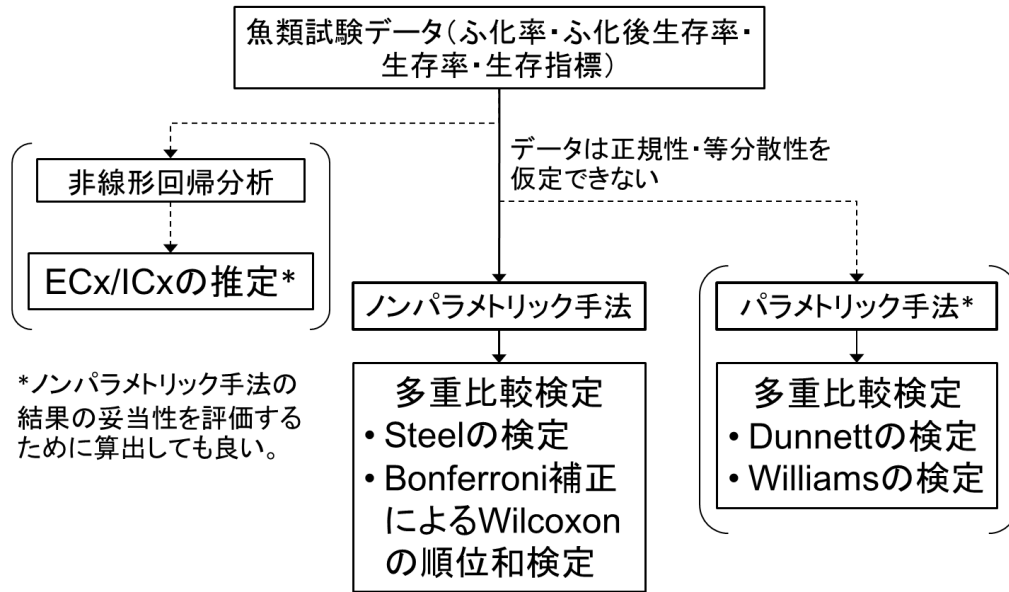 魚類試験データ(ふ化率・ふ化後生存率・
生存率・生存指標)
データは正規性・等分散性を
仮定できない
非線形回帰分析
ECx/ICxの推定*
*ノンパラメトリック手法の
結果の妥当性を評価する
ために算出しても良い。
ノンパラメトリック手法
多重比較検定
• Steelの検定
• Bonferroni補正
によるWilcoxon
の順位和検定
パラメトリック手法*
多重比較検定
• Dunnettの検定
• Williamsの検定